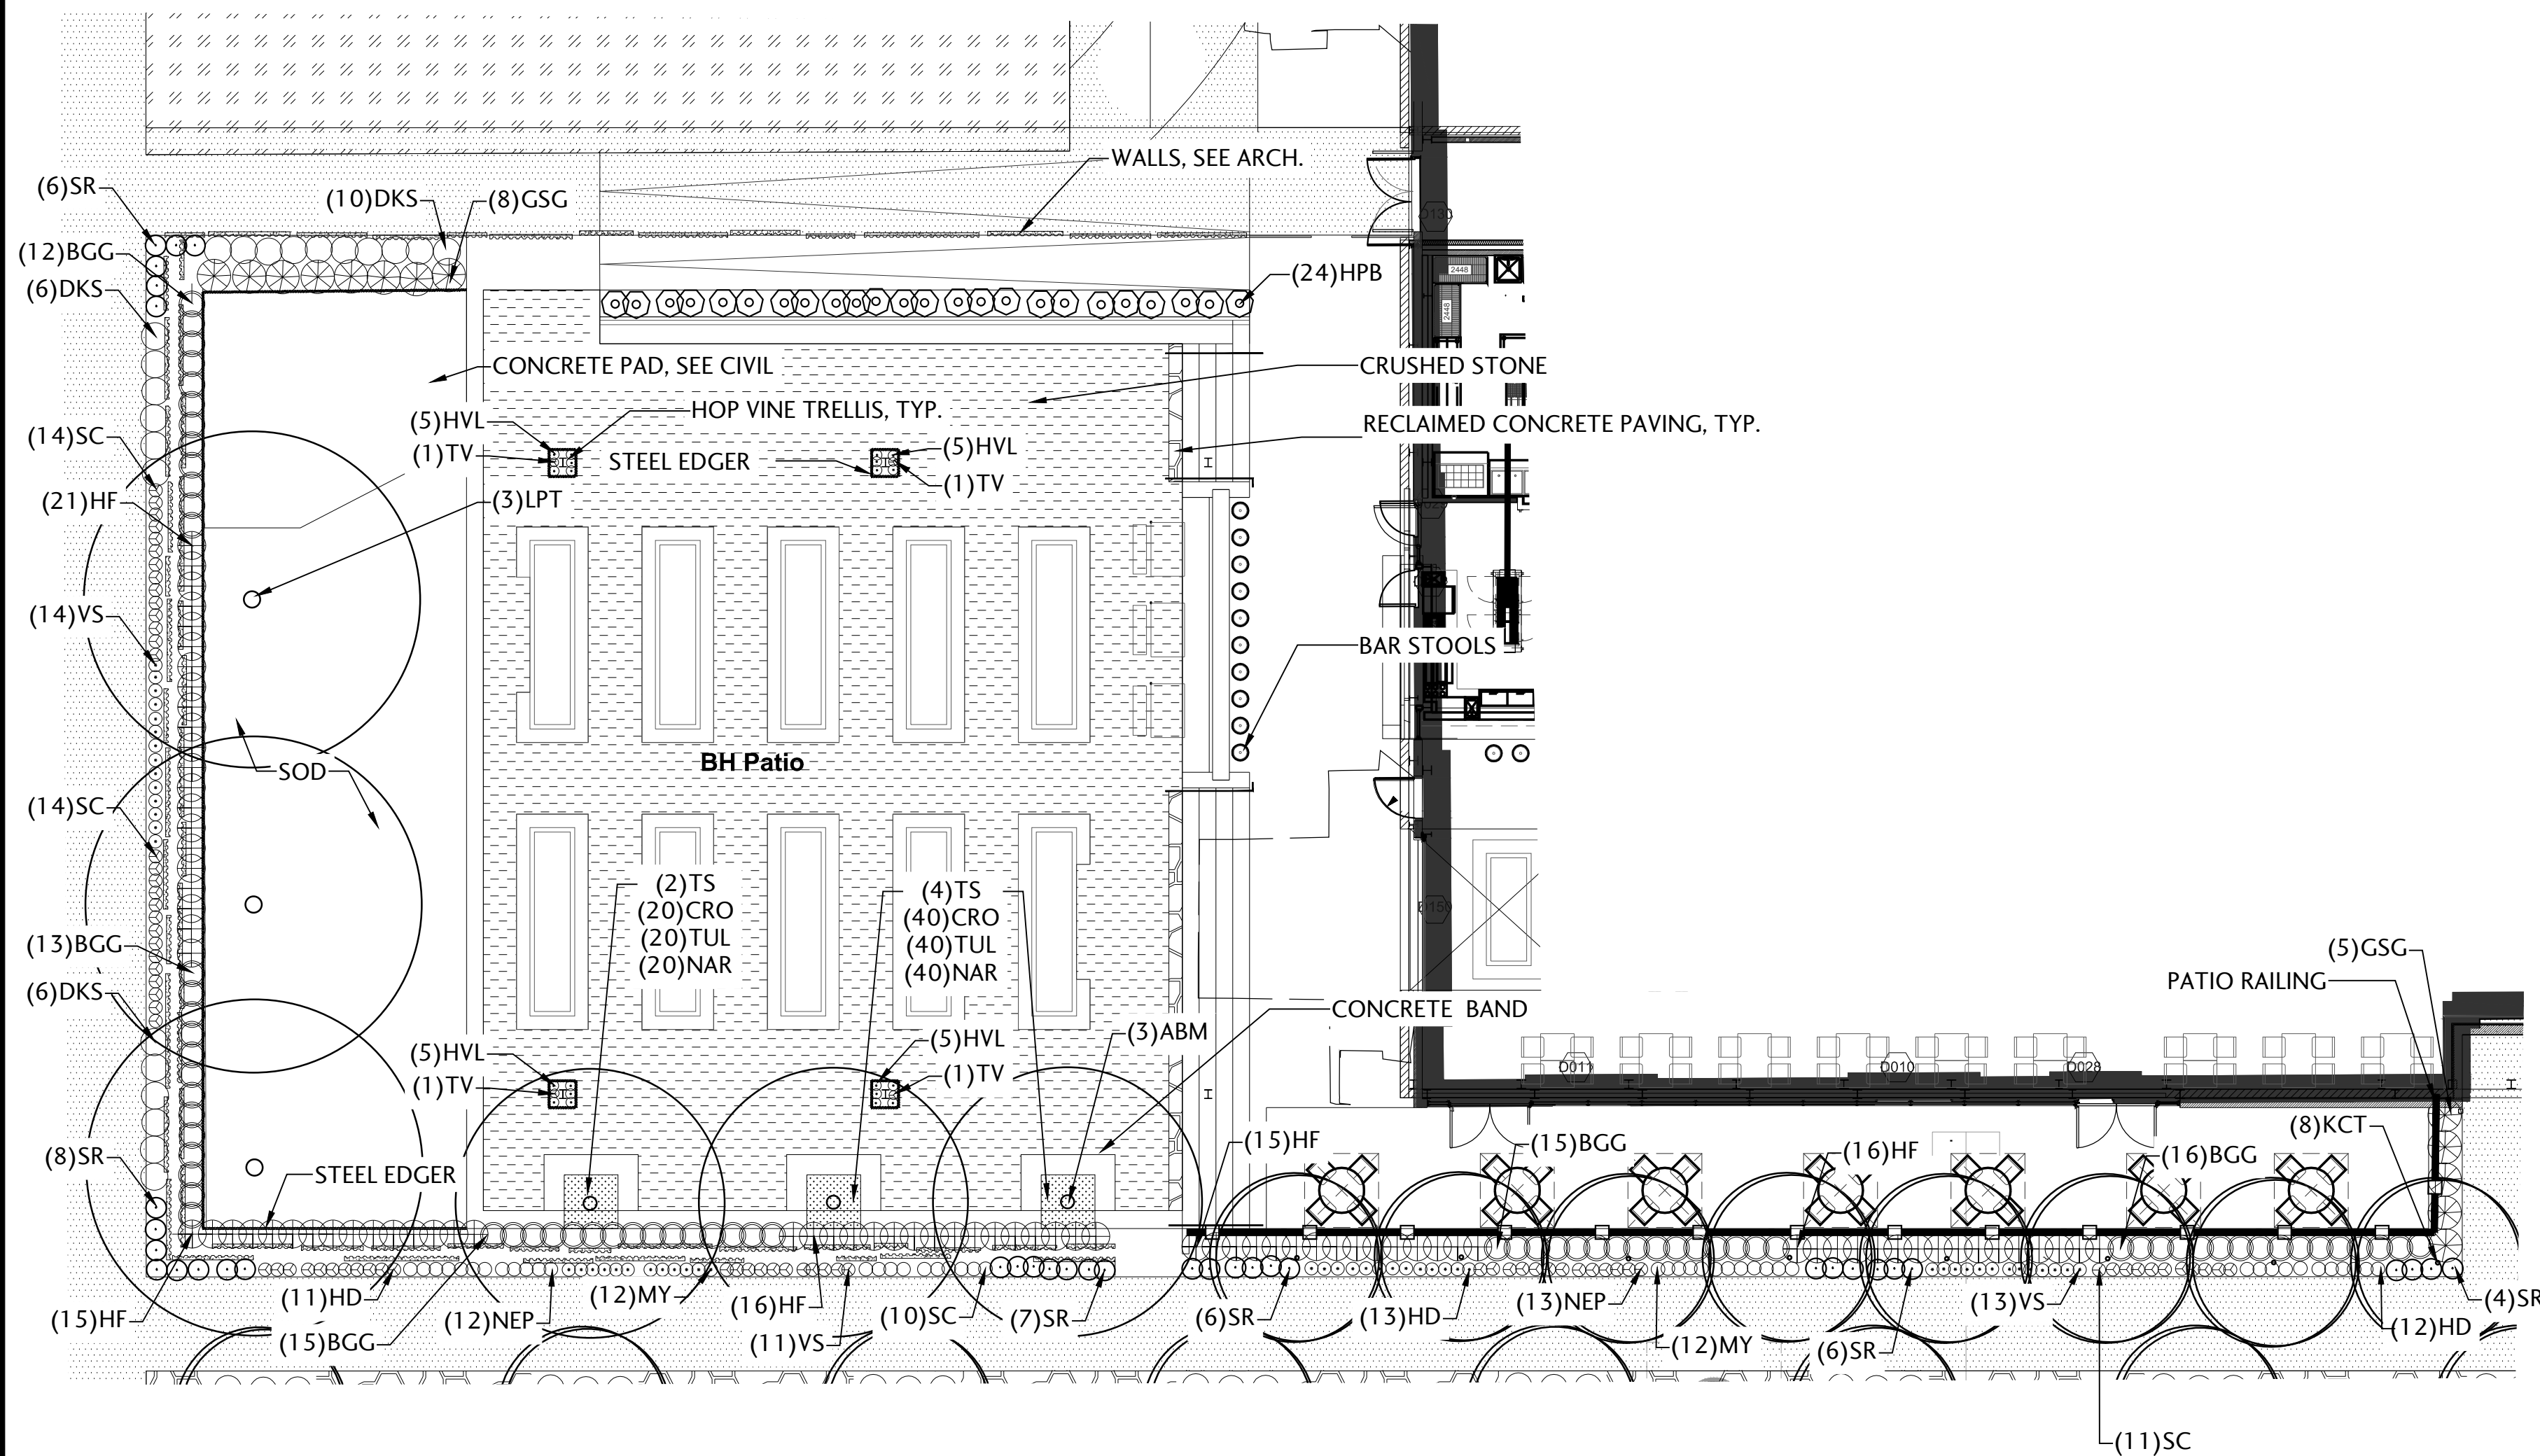 WALLS, SEE ARCH.
(6)SR
(10)DKS
(8)GSG
(12)BGG
(6)DKS
(24)HPB
2448
2448
CONCRETE PAD, SEE CIVIL
CRUSHED STONE
(5)HVL
HOP VINE TRELLIS, TYP.
RECLAIMED CONCRETE PAVING, TYP.
(14)SC
(1)TV
STEEL EDGER
(5)HVL
(1)TV
(21)HF
(3)LPT
(14)VS
BAR STOOLS
BH Patio
SOD
(14)SC
(2)TS
(20)CRO
(20)TUL
(20)NAR
(4)TS
(40)CRO
(40)TUL
(40)NAR
(13)BGG
(6)DKS
(5)GSG
PATIO RAILING
CONCRETE BAND
(5)HVL
(1)TV
(5)HVL
(1)TV
(3)ABM
D011
D010
D028
(8)SR
STEEL EDGER
(15)HF
(15)BGG
(16)HF
(16)BGG
(8)KCT
(15)HF
(11)HD
(15)BGG
(12)NEP
(12)MY
(16)HF
(11)VS
(10)SC
(7)SR
(6)SR
(13)HD
(13)NEP
(12)MY
(6)SR
(13)VS
(4)SR
(12)HD
(11)SC